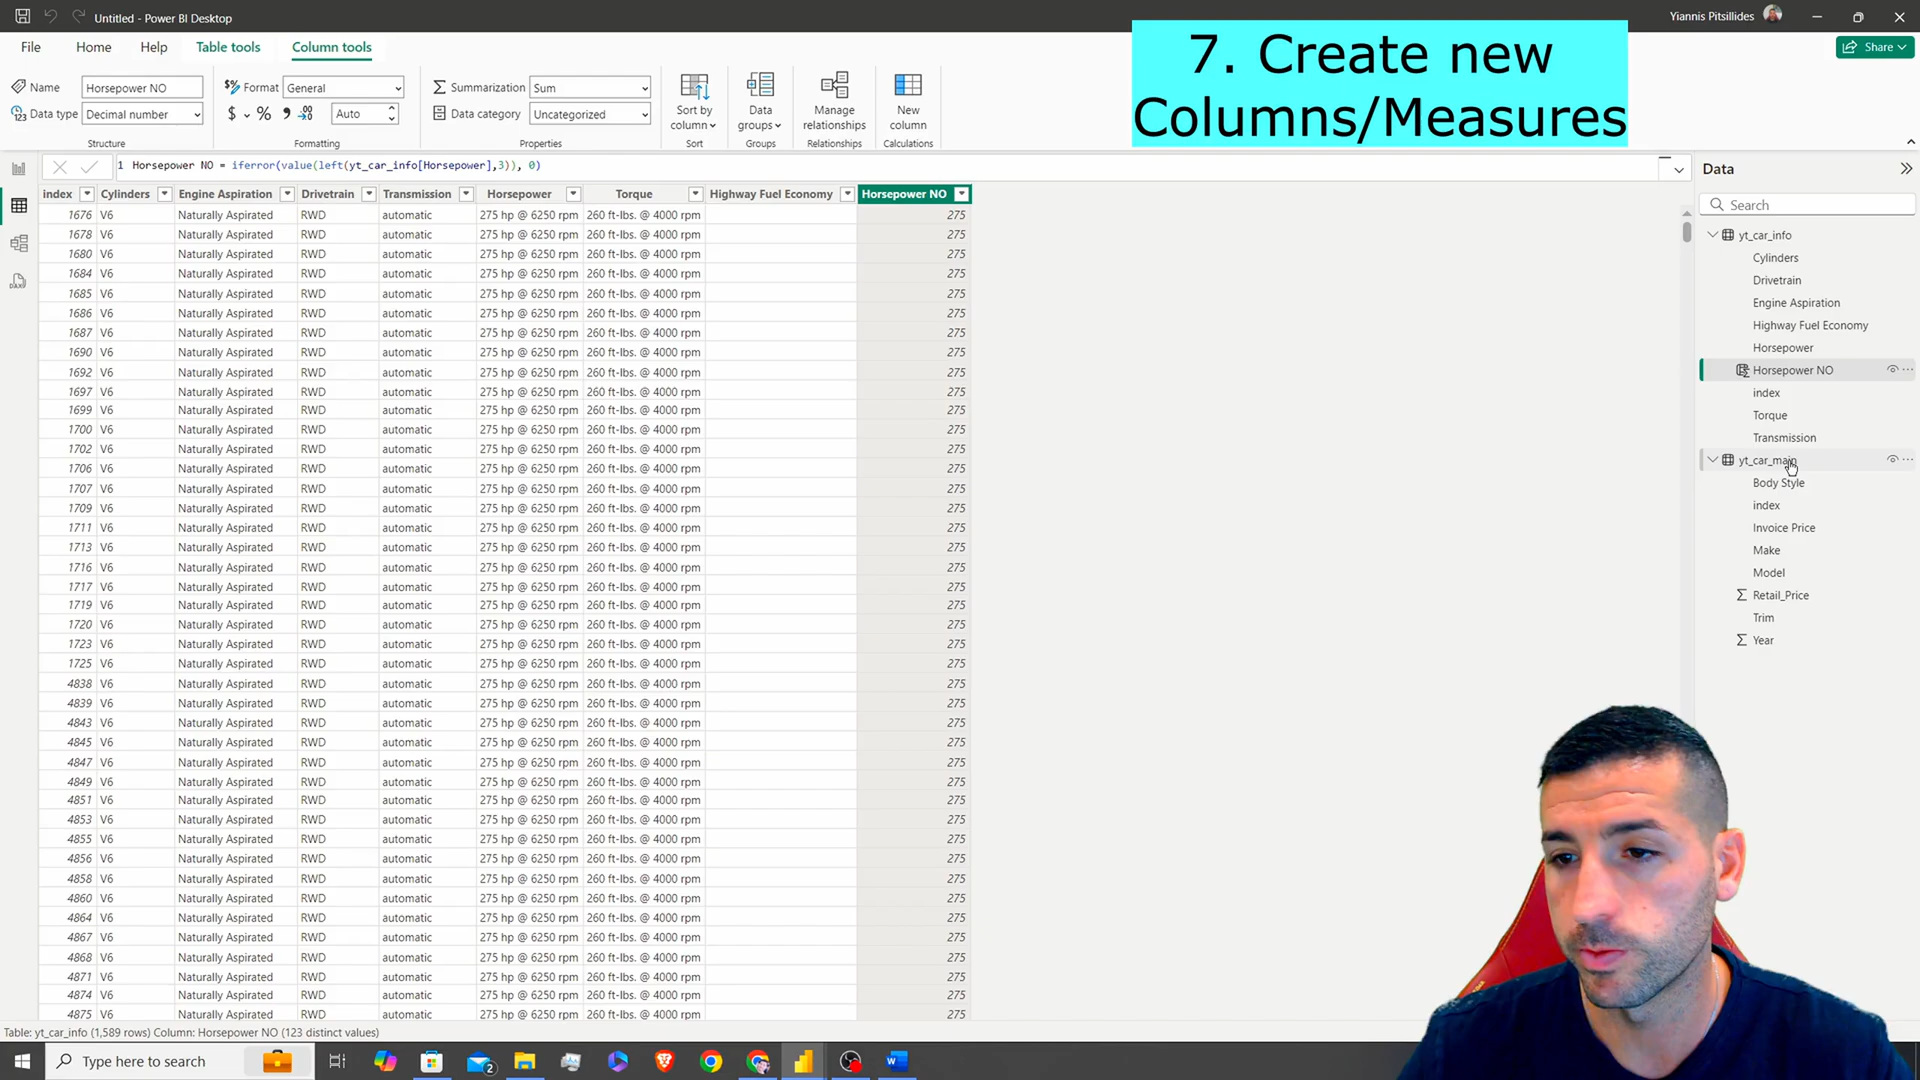 Untitled - Power BI Desktop
Yiannis Pitsillides
File Home Help Table tools Column tools
Share
7. Create new
Columns/Measures
Name Horsepower NO
Data type Decimal number
Structure
Format General
$ % Auto
Formatting
Summarization Sum
Data category Uncategorized
Properties
Sort by
column
Sort
Data
groups
Groups
Manage
relationships
Relationships
New
column
Calculations
1 Horsepower NO = iferror(value(left(yt_car_info[Horsepower],3)), 0)
index Cylinders Engine Aspiration Drivetrain Transmission Horsepower Torque Highway Fuel Economy Horsepower NO
1676 V6 Naturally Aspirated RWD automatic 275 hp @ 6250 rpm 260 ft-lbs. @ 4000 rpm 275
1678 V6 Naturally Aspirated RWD automatic 275 hp @ 6250 rpm 260 ft-lbs. @ 4000 rpm 275
1680 V6 Naturally Aspirated RWD automatic 275 hp @ 6250 rpm 260 ft-lbs. @ 4000 rpm 275
1684 V6 Naturally Aspirated RWD automatic 275 hp @ 6250 rpm 260 ft-lbs. @ 4000 rpm 275
1685 V6 Naturally Aspirated RWD automatic 275 hp @ 6250 rpm 260 ft-lbs. @ 4000 rpm 275
1686 V6 Naturally Aspirated RWD automatic 275 hp @ 6250 rpm 260 ft-lbs. @ 4000 rpm 275
1687 V6 Naturally Aspirated RWD automatic 275 hp @ 6250 rpm 260 ft-lbs. @ 4000 rpm 275
1690 V6 Naturally Aspirated RWD automatic 275 hp @ 6250 rpm 260 ft-lbs. @ 4000 rpm 275
1692 V6 Naturally Aspirated RWD automatic 275 hp @ 6250 rpm 260 ft-lbs. @ 4000 rpm 275
1697 V6 Naturally Aspirated RWD automatic 275 hp @ 6250 rpm 260 ft-lbs. @ 4000 rpm 275
1699 V6 Naturally Aspirated RWD automatic 275 hp @ 6250 rpm 260 ft-lbs. @ 4000 rpm 275
1700 V6 Naturally Aspirated RWD automatic 275 hp @ 6250 rpm 260 ft-lbs. @ 4000 rpm 275
1702 V6 Naturally Aspirated RWD automatic 275 hp @ 6250 rpm 260 ft-lbs. @ 4000 rpm 275
1706 V6 Naturally Aspirated RWD automatic 275 hp @ 6250 rpm 260 ft-lbs. @ 4000 rpm 275
1707 V6 Naturally Aspirated RWD automatic 275 hp @ 6250 rpm 260 ft-lbs. @ 4000 rpm 275
1709 V6 Naturally Aspirated RWD automatic 275 hp @ 6250 rpm 260 ft-lbs. @ 4000 rpm 275
1711 V6 Naturally Aspirated RWD automatic 275 hp @ 6250 rpm 260 ft-lbs. @ 4000 rpm 275
1713 V6 Naturally Aspirated RWD automatic 275 hp @ 6250 rpm 260 ft-lbs. @ 4000 rpm 275
1716 V6 Naturally Aspirated RWD automatic 275 hp @ 6250 rpm 260 ft-lbs. @ 4000 rpm 275
1717 V6 Naturally Aspirated RWD automatic 275 hp @ 6250 rpm 260 ft-lbs. @ 4000 rpm 275
1719 V6 Naturally Aspirated RWD automatic 275 hp @ 6250 rpm 260 ft-lbs. @ 4000 rpm 275
1720 V6 Naturally Aspirated RWD automatic 275 hp @ 6250 rpm 260 ft-lbs. @ 4000 rpm 275
1723 V6 Naturally Aspirated RWD automatic 275 hp @ 6250 rpm 260 ft-lbs. @ 4000 rpm 275
1725 V6 Naturally Aspirated RWD automatic 275 hp @ 6250 rpm 260 ft-lbs. @ 4000 rpm 275
4838 V6 Naturally Aspirated RWD automatic 275 hp @ 6250 rpm 260 ft-lbs. @ 4000 rpm 275
4839 V6 Naturally Aspirated RWD automatic 275 hp @ 6250 rpm 260 ft-lbs. @ 4000 rpm 275
4843 V6 Naturally Aspirated RWD automatic 275 hp @ 6250 rpm 260 ft-lbs. @ 4000 rpm 275
4845 V6 Naturally Aspirated RWD automatic 275 hp @ 6250 rpm 260 ft-lbs. @ 4000 rpm 275
4847 V6 Naturally Aspirated RWD automatic 275 hp @ 6250 rpm 260 ft-lbs. @ 4000 rpm 275
4849 V6 Naturally Aspirated RWD automatic 275 hp @ 6250 rpm 260 ft-lbs. @ 4000 rpm 275
4851 V6 Naturally Aspirated RWD automatic 275 hp @ 6250 rpm 260 ft-lbs. @ 4000 rpm 275
4853 V6 Naturally Aspirated RWD automatic 275 hp @ 6250 rpm 260 ft-lbs. @ 4000 rpm 275
4855 V6 Naturally Aspirated RWD automatic 275 hp @ 6250 rpm 260 ft-lbs. @ 4000 rpm 275
4856 V6 Naturally Aspirated RWD automatic 275 hp @ 6250 rpm 260 ft-lbs. @ 4000 rpm 275
4858 V6 Naturally Aspirated RWD automatic 275 hp @ 6250 rpm 260 ft-lbs. @ 4000 rpm 275
4860 V6 Naturally Aspirated RWD automatic 275 hp @ 6250 rpm 260 ft-lbs. @ 4000 rpm 275
4864 V6 Naturally Aspirated RWD automatic 275 hp @ 6250 rpm 260 ft-lbs. @ 4000 rpm 275
4867 V6 Naturally Aspirated RWD automatic 275 hp @ 6250 rpm 260 ft-lbs. @ 4000 rpm 275
4868 V6 Naturally Aspirated RWD automatic 275 hp @ 6250 rpm 260 ft-lbs. @ 4000 rpm 275
4871 V6 Naturally Aspirated RWD automatic 275 hp @ 6250 rpm 260 ft-lbs. @ 4000 rpm 275
4874 V6 Naturally Aspirated RWD automatic 275 hp @ 6250 rpm 260 ft-lbs. @ 4000 rpm 275
4875 V6 Naturally Aspirated RWD automatic 275 hp @ 6250 rpm 260 ft-lbs. @ 4000 rpm 275
Data
Search
yt_car_info
Cylinders
Drivetrain
Engine Aspiration
Highway Fuel Economy
Horsepower
Horsepower NO
index
Torque
Transmission
yt_car_main
Body Style
index
Invoice Price
Make
Model
Retail_Price
Trim
Year
Table: yt_car_info (1,589 rows) Column: Horsepower NO (123 distinct values)
Type here to search
2